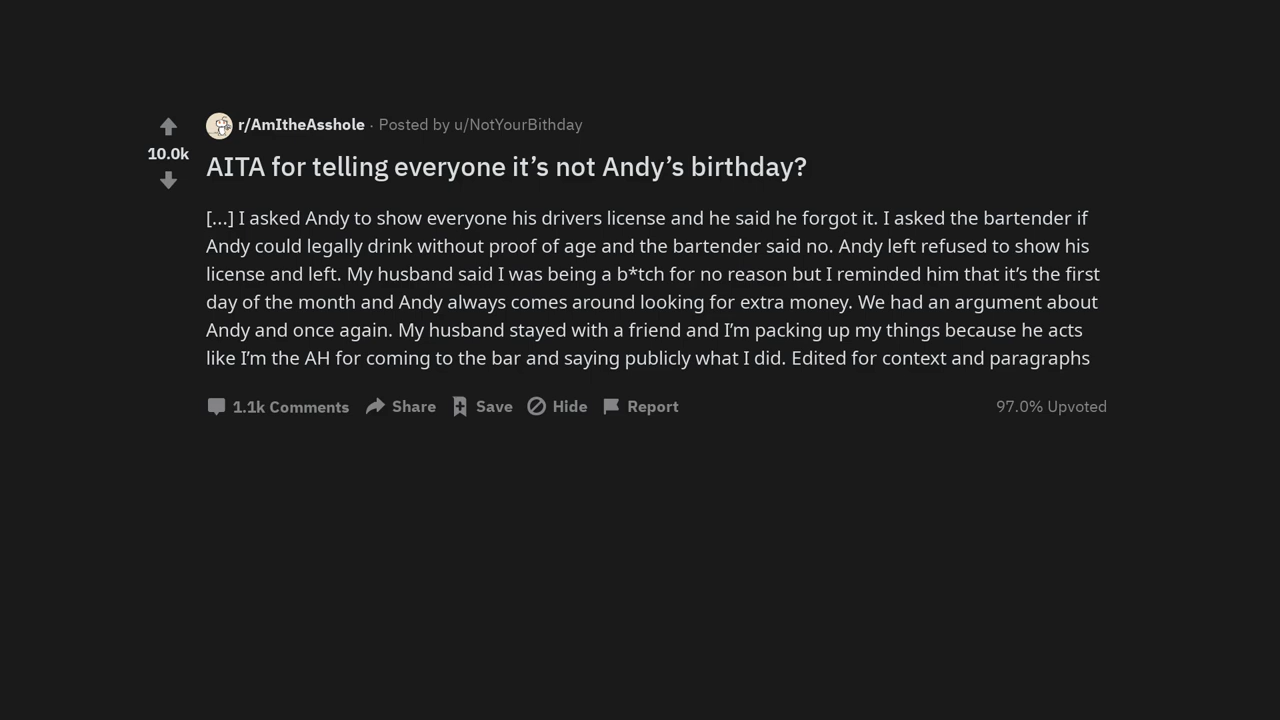 r/AmItheAsshole · Posted by u/NotYourBithday
10.0k
AITA for telling everyone it’s not Andy’s birthday?
[...] I asked Andy to show everyone his drivers license and he said he forgot it. I asked the bartender if
Andy could legally drink without proof of age and the bartender said no. Andy left refused to show his
license and left. My husband said I was being a b*tch for no reason but I reminded him that it’s the first
day of the month and Andy always comes around looking for extra money. We had an argument about
Andy and once again. My husband stayed with a friend and I’m packing up my things because he acts
like I’m the AH for coming to the bar and saying publicly what I did. Edited for context and paragraphs
1.1k Comments Share Save Hide Report 97.0% Upvoted